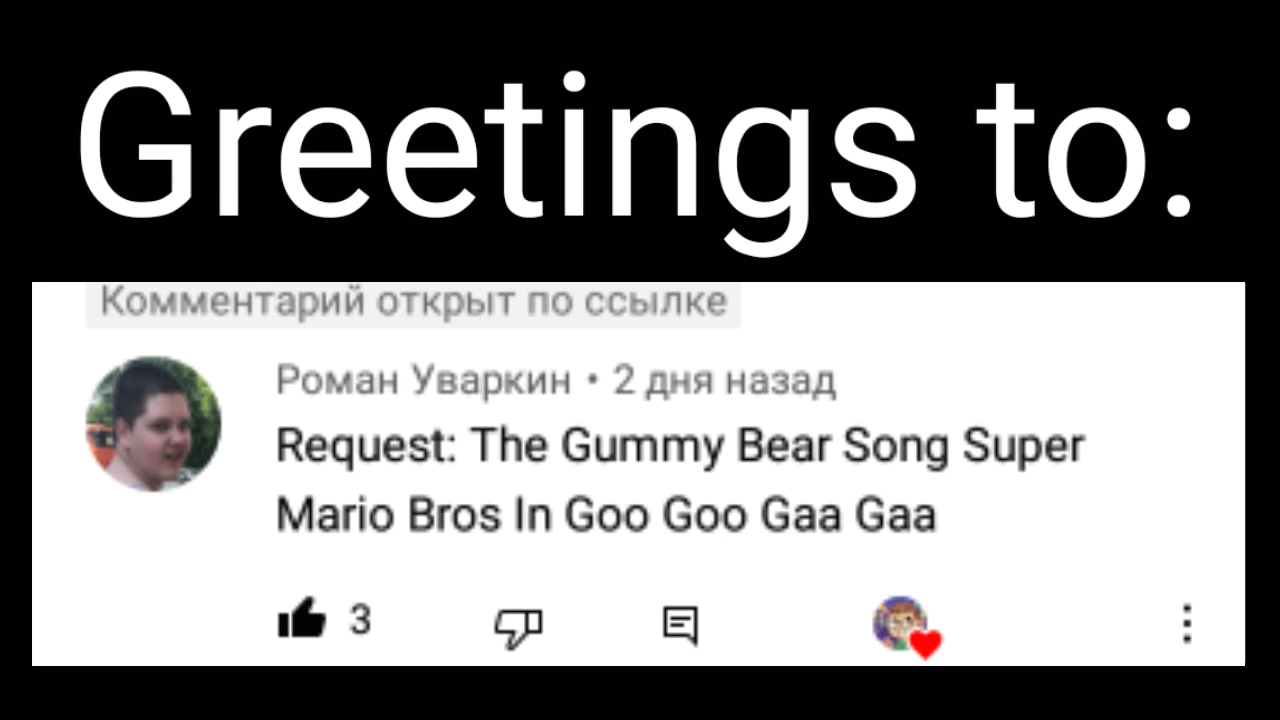 Greetings to:
Комментарий открыт по ссылке
Роман Уваркин • 2 дня назад
Request: The Gummy Bear Song Super
Mario Bros In Goo Goo Gaa Gaa
3